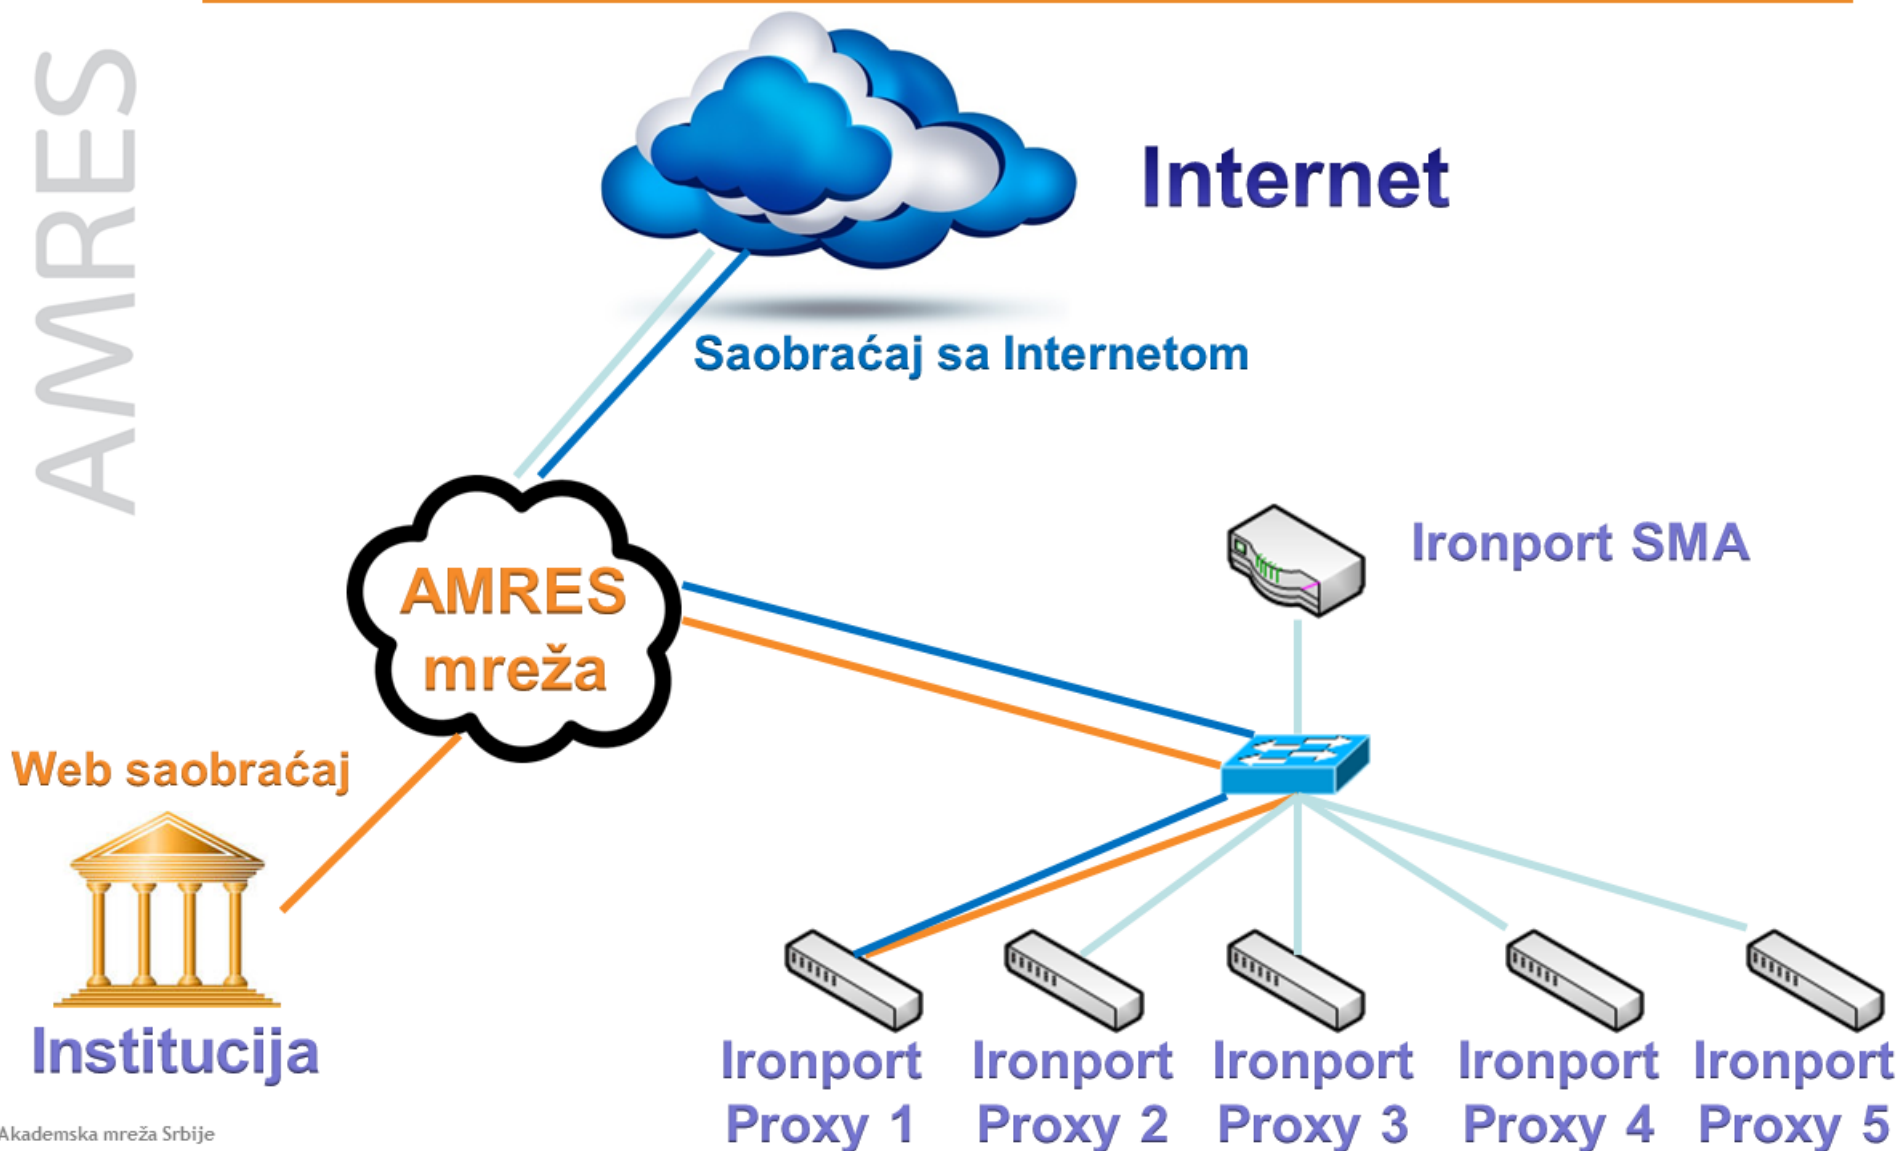 AMRES
Internet
Saobraćaj sa Internetom
Ironport SMA
AMRES
mreža
Web saobraćaj
Institucija
Ironport
Proxy 1
Ironport
Proxy 2
Ironport
Proxy 3
Ironport
Proxy 4
Ironport
Proxy 5
Akademska mreža Srbije